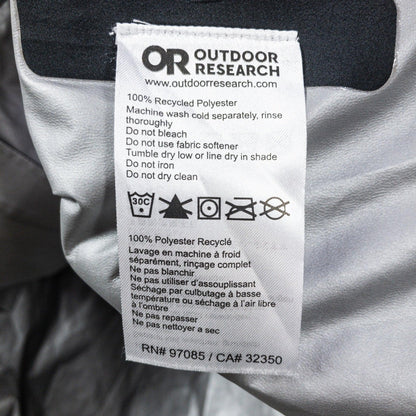 OR OUTDOOR
RESEARCH
www.outdoorresearch.com
100% Recycled Polyester
Machine wash cold separately, rinse
thoroughly
Do not bleach
Do not use fabric softener
Tumble dry low or line dry in shade
Do not iron
Do not dry clean
30C
100% Polyester Recyclé
Lavage en machine à froid
séparément, rinçage complet
Ne pas blanchir
Ne pas utiliser d'assouplissant
Séchage par culbutage à basse
température ou sèchage à l'air libre
à l'ombre
Ne pas repasser
Ne pas nettoyer a sec
RN# 97085 / CA# 32350